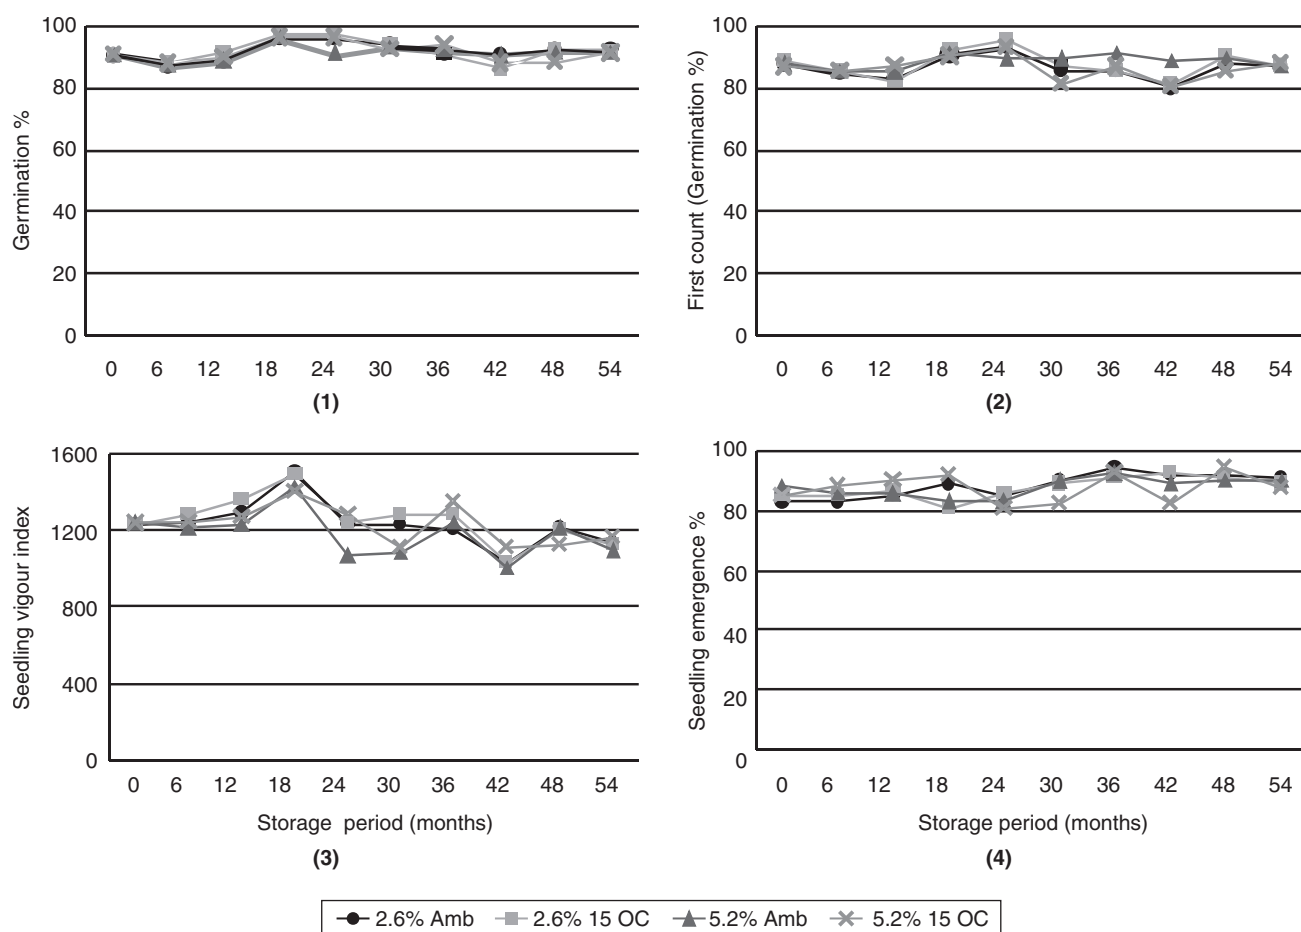 100
80
60
40
20
0
Germination %
0 6 12 18 24 30 36 42 48 54
(1)
100
80
60
40
20
0
First count (Germination %)
0 6 12 18 24 30 36 42 48 54
(2)
1600
1200
800
400
0
Seedling vigour index
0 6 12 18 24 30 36 42 48 54
Storage period (months)
(3)
100
80
60
40
20
0
Seedling emergence %
0 6 12 18 24 30 36 42 48 54
Storage period (months)
(4)
2.6% Amb 2.6% 15 OC 5.2% Amb 5.2% 15 OC